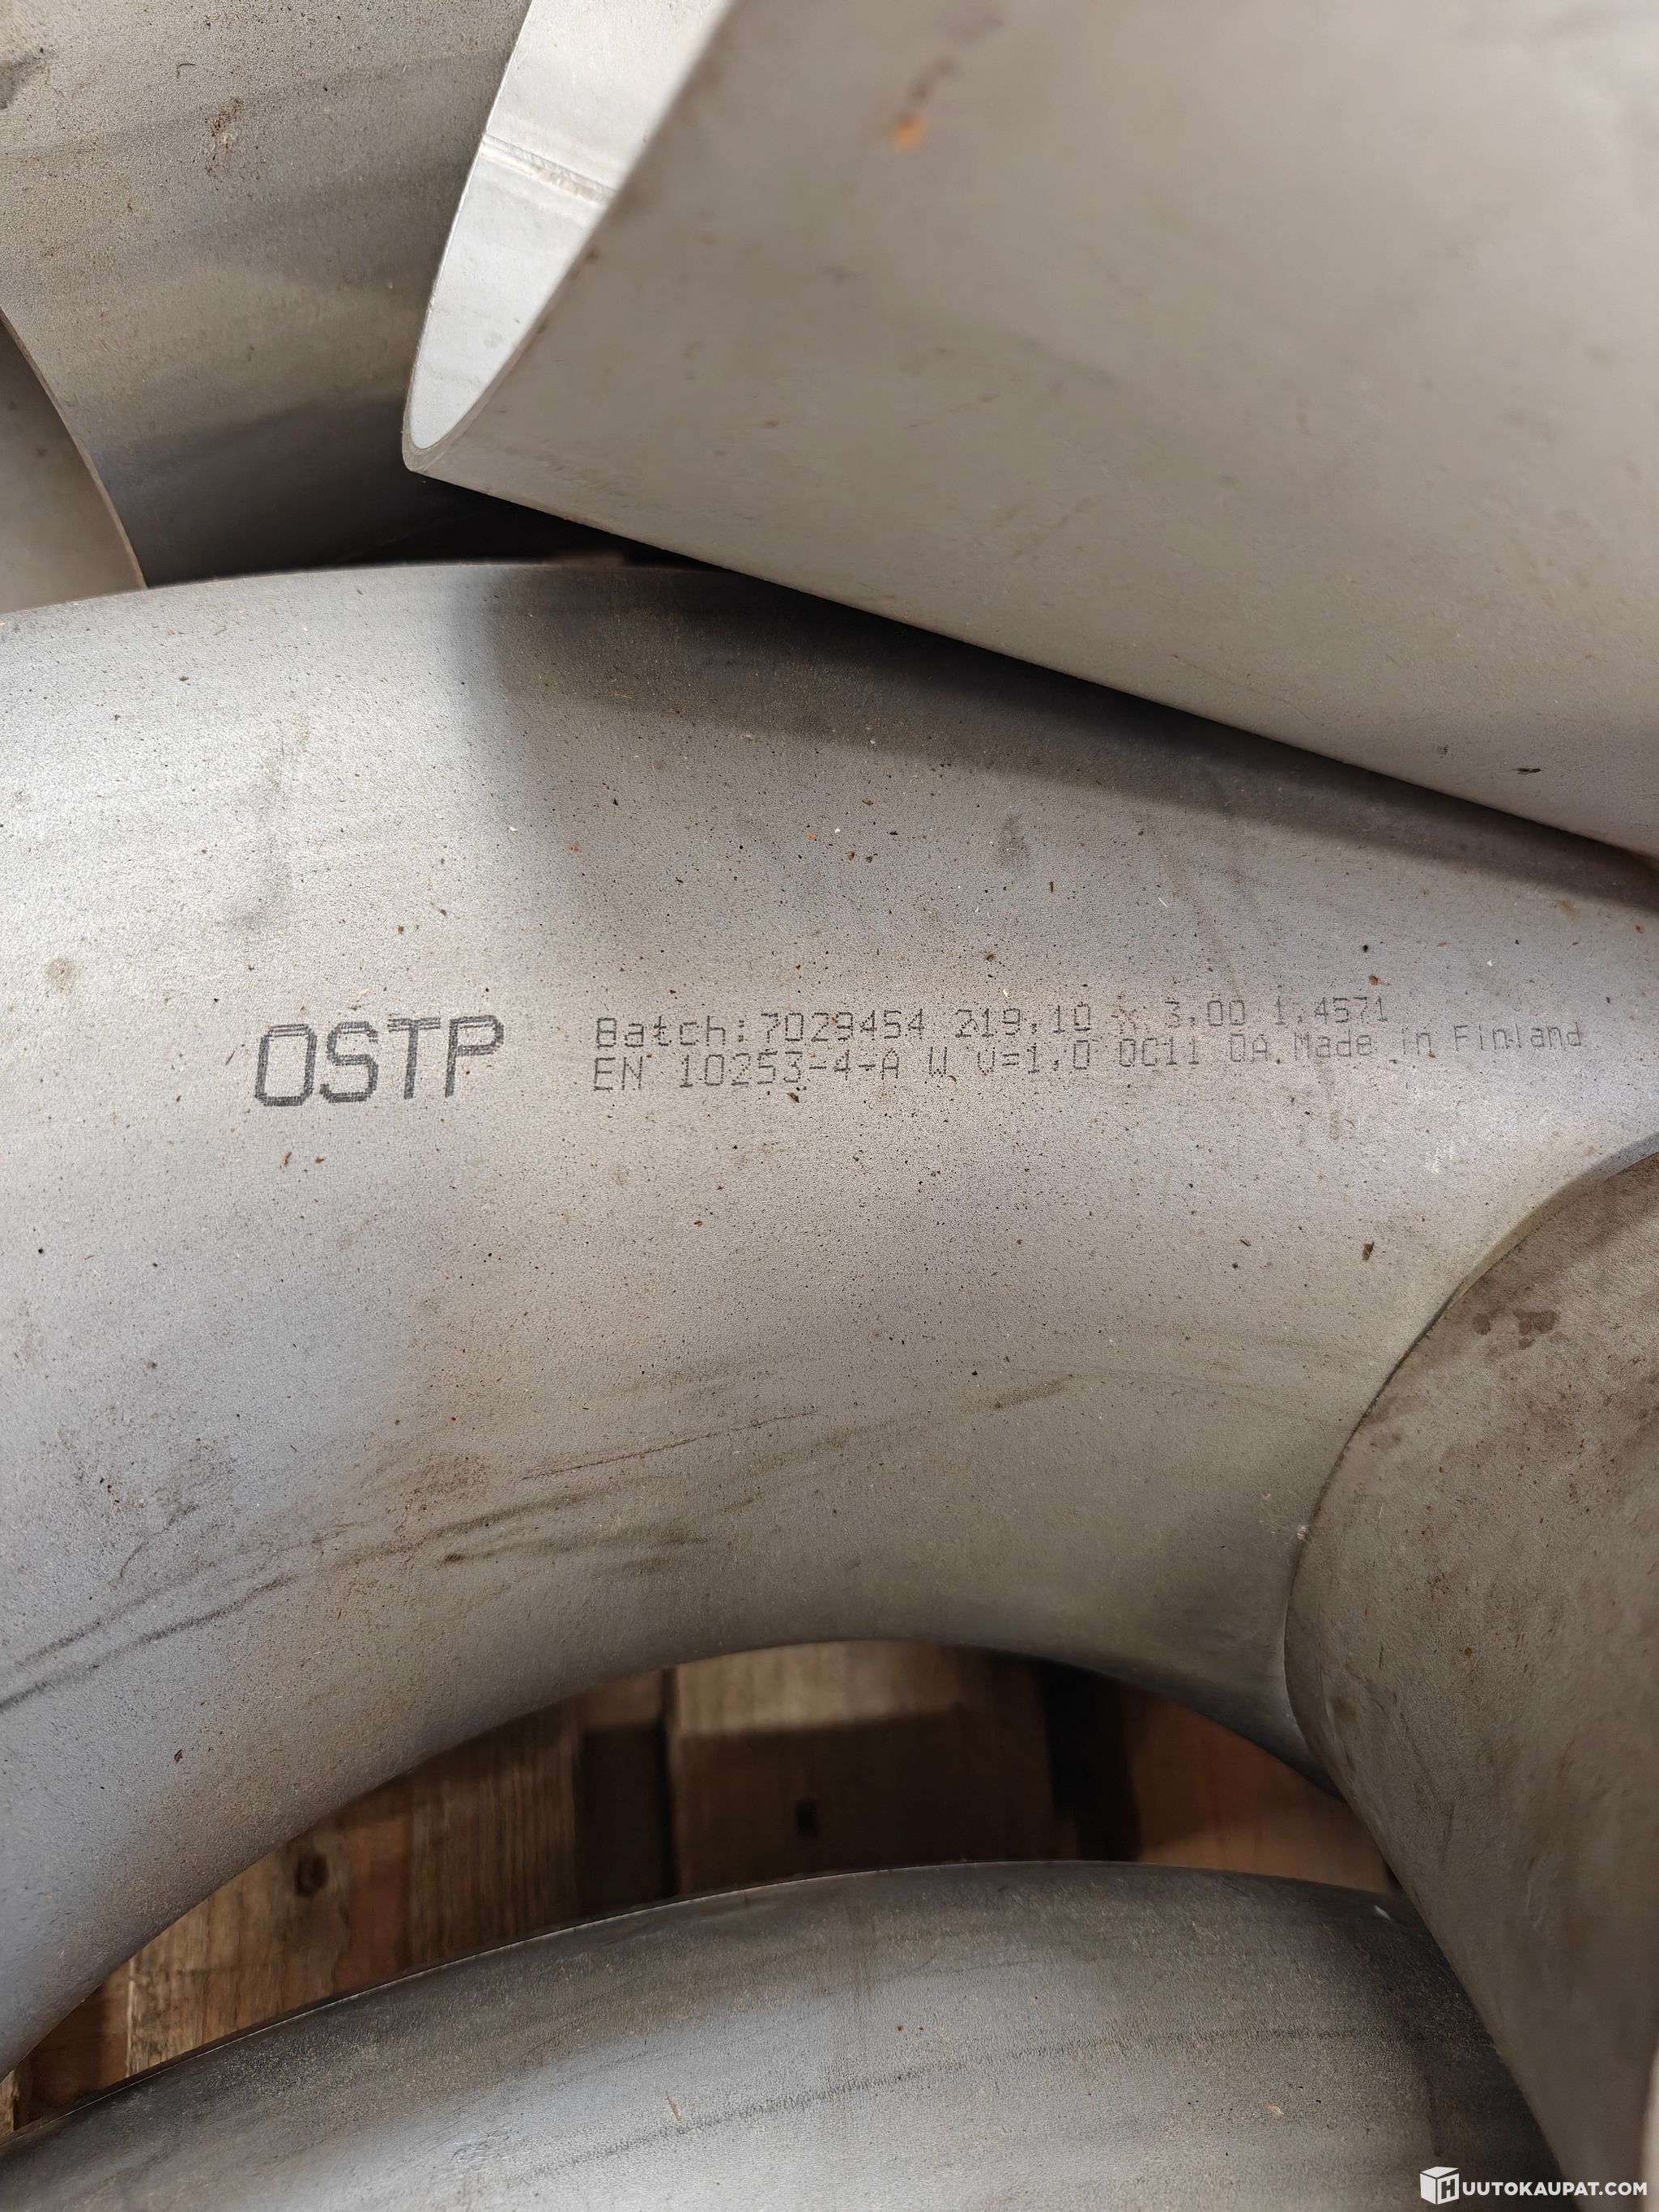 OSTP
Batch:7029454 219,10 x 3,00 1,4571
EN 10253-4-A W V=1,0 OC11 OA Made in Finland
HUUTOKAUPAT.COM